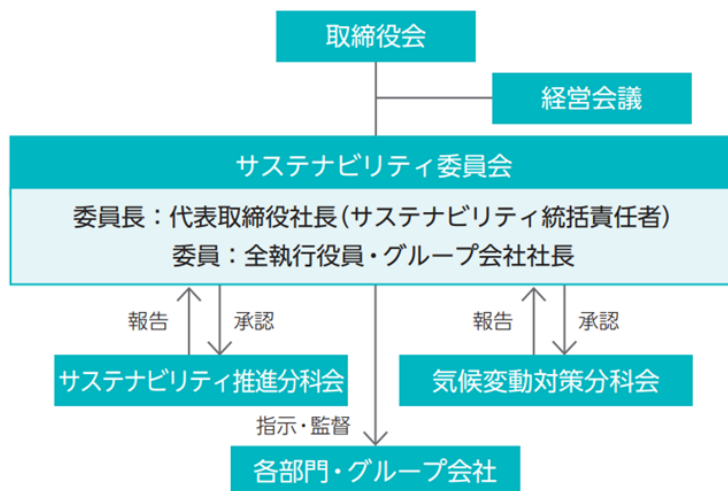 取締役会
経営会議
サステナビリティ委員会
委員長：代表取締役社長（サステナビリティ統括責任者）
委員：全執行役員・グループ会社社長
報告
承認
報告
承認
サステナビリティ推進分科会
気候変動対策分科会
指示・監督
各部門・グループ会社